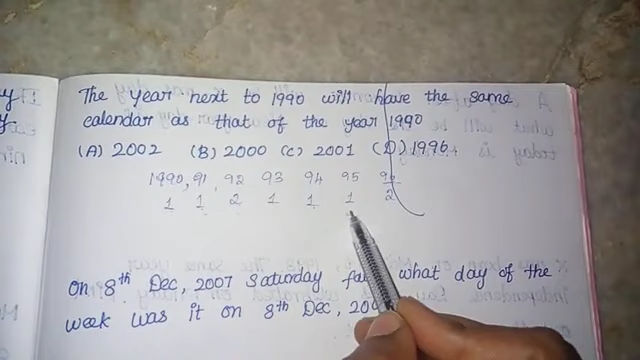 The year next to 1990 will have the same
calendar as that of the year 1990
(A) 2002 (B) 2000 (C) 2001 (D) 1996
1990, 91 92 93 94 95
1 1 2 1 1 1 2
On 8th Dec, 2007 Saturday what day of the
week was it on 8th Dec,